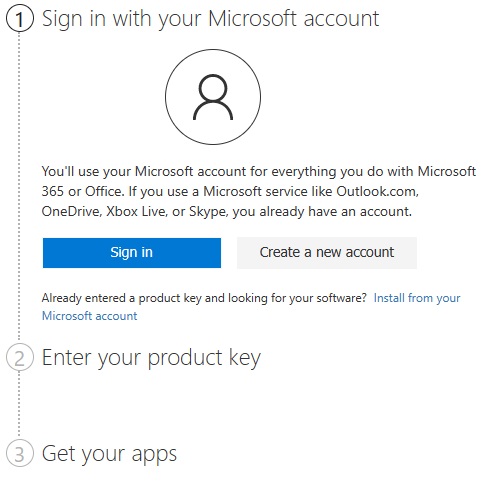 1 Sign in with your Microsoft account
You'll use your Microsoft account for everything you do with Microsoft
365 or Office. If you use a Microsoft service like Outlook.com,
OneDrive, Xbox Live, or Skype, you already have an account.
Sign in Create a new account
Already entered a product key and looking for your software? Install from your
Microsoft account
2 Enter your product key
3 Get your apps